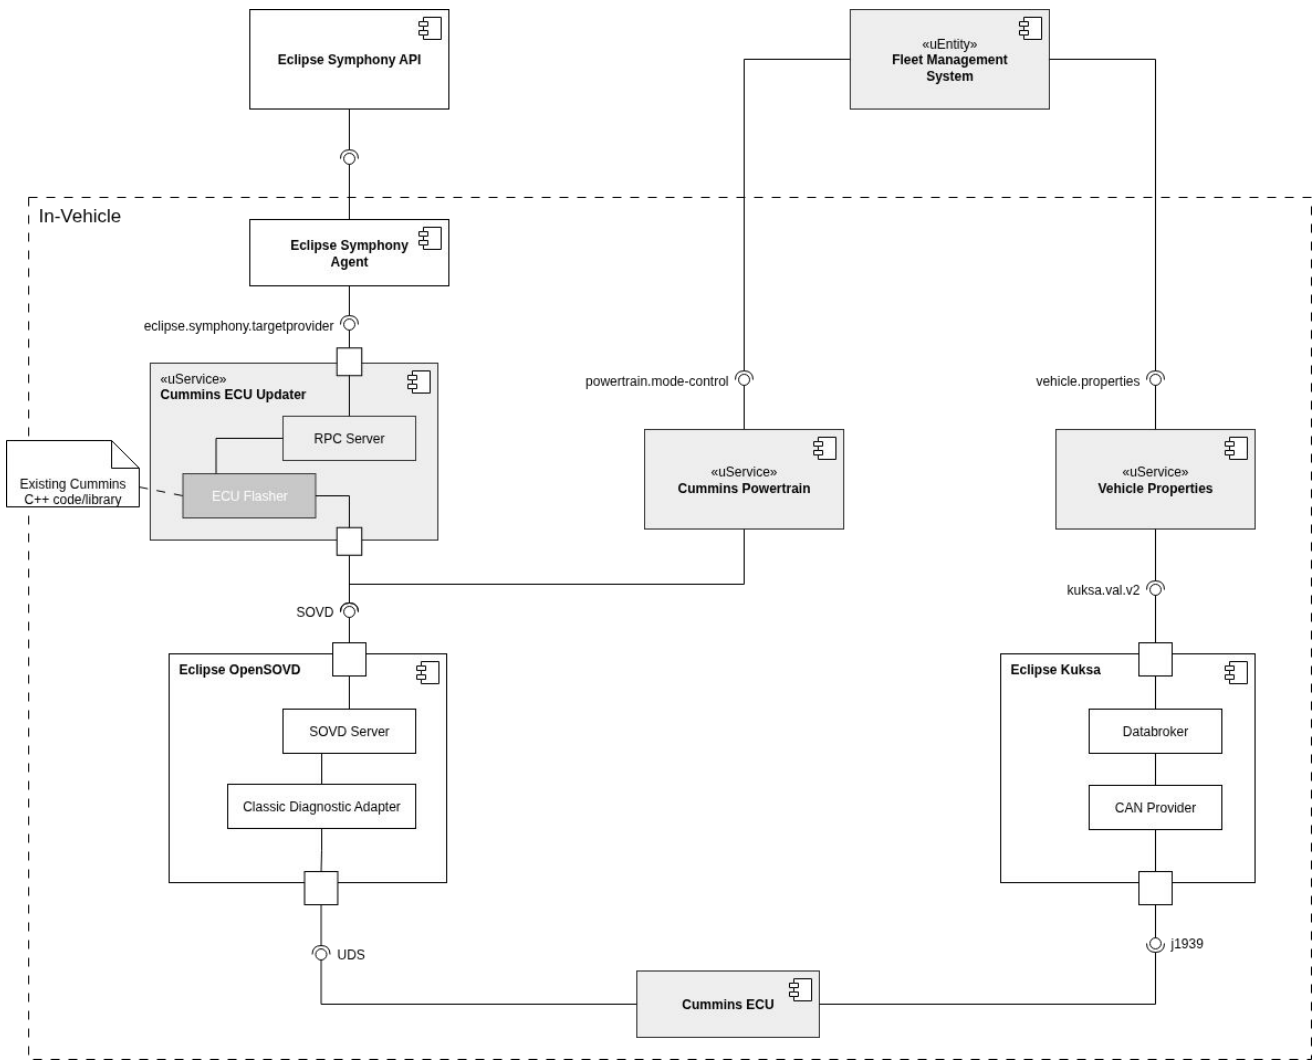 Eclipse Symphony API
«uEntity»
Fleet Management
System
In-Vehicle
Eclipse Symphony
Agent
eclipse.symphony.targetprovider
«uService»
Cummins ECU Updater
RPC Server
ECU Flasher
Existing Cummins
C++ code/library
powertrain.mode-control
vehicle.properties
«uService»
Cummins Powertrain
«uService»
Vehicle Properties
SOVD
kuksa.val.v2
Eclipse OpenSOVD
SOVD Server
Classic Diagnostic Adapter
Eclipse Kuksa
Databroker
CAN Provider
UDS
j1939
Cummins ECU